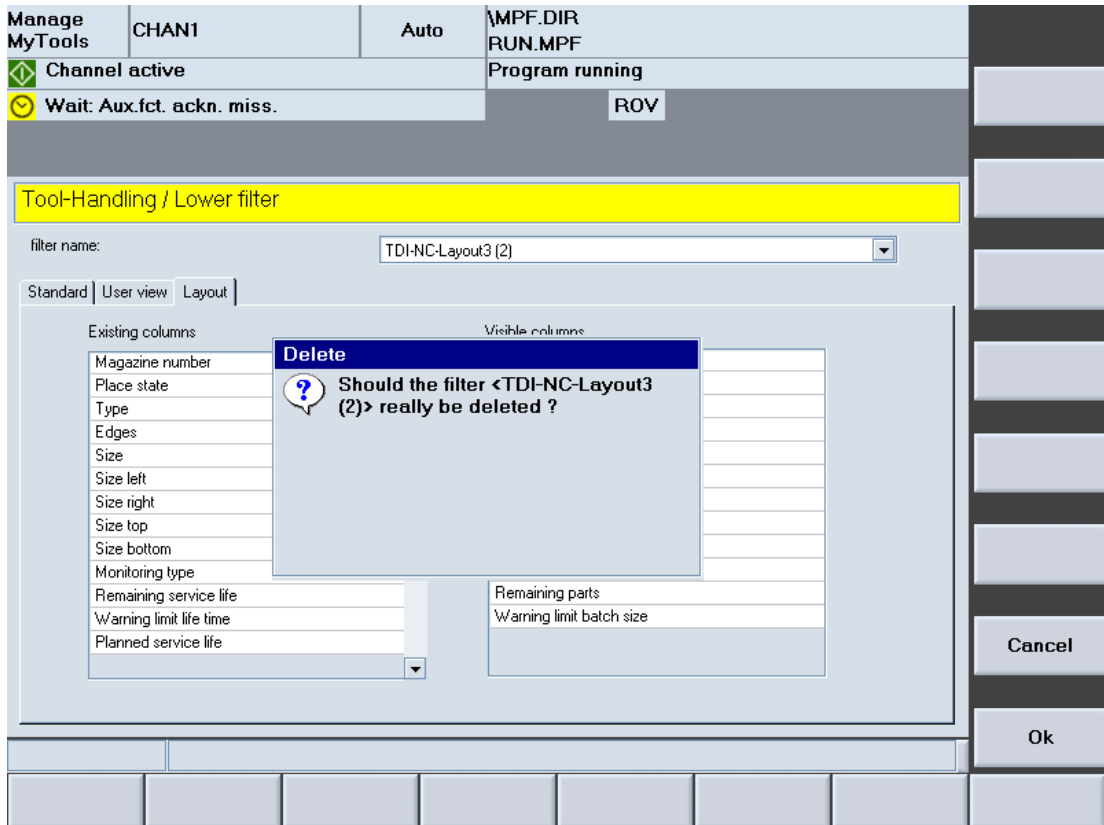 Manage
MyTools
CHAN1
Auto
\MPF.DIR
RUN.MPF
Channel active
Program running
Wait: Aux.fct. ackn. miss.
ROV
Tool-Handling / Lower filter
filter name:
TDI-NC-Layout3 (2)
Standard
User view
Layout
Existing columns
Visible columns
Magazine number
Place state
Type
Edges
Size
Size left
Size right
Size top
Size bottom
Monitoring type
Remaining service life
Warning limit life time
Planned service life
Delete
Should the filter <TDI-NC-Layout3
(2)> really be deleted ?
Remaining parts
Warning limit batch size
Cancel
Ok